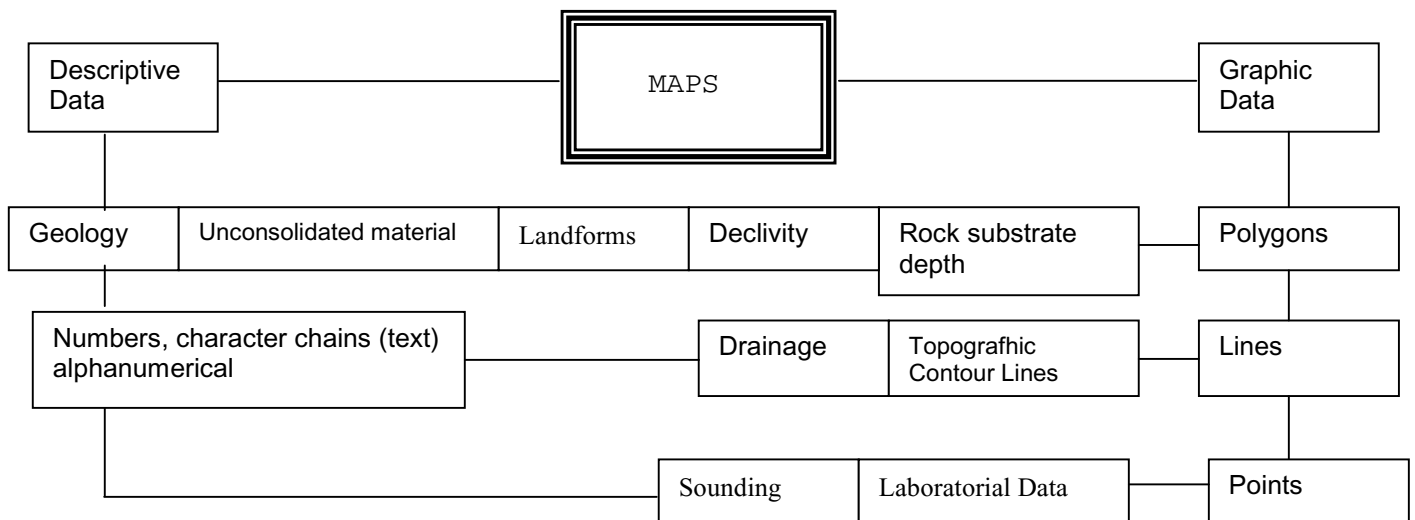 Descriptive
Data
MAPS
Graphic
Data
Geology
Unconsolidated material
Landforms
Declivity
Rock substrate
depth
Polygons
Numbers, character chains (text)
alphanumerical
Drainage
Topografhic
Contour Lines
Lines
Sounding
Laboratorial Data
Points